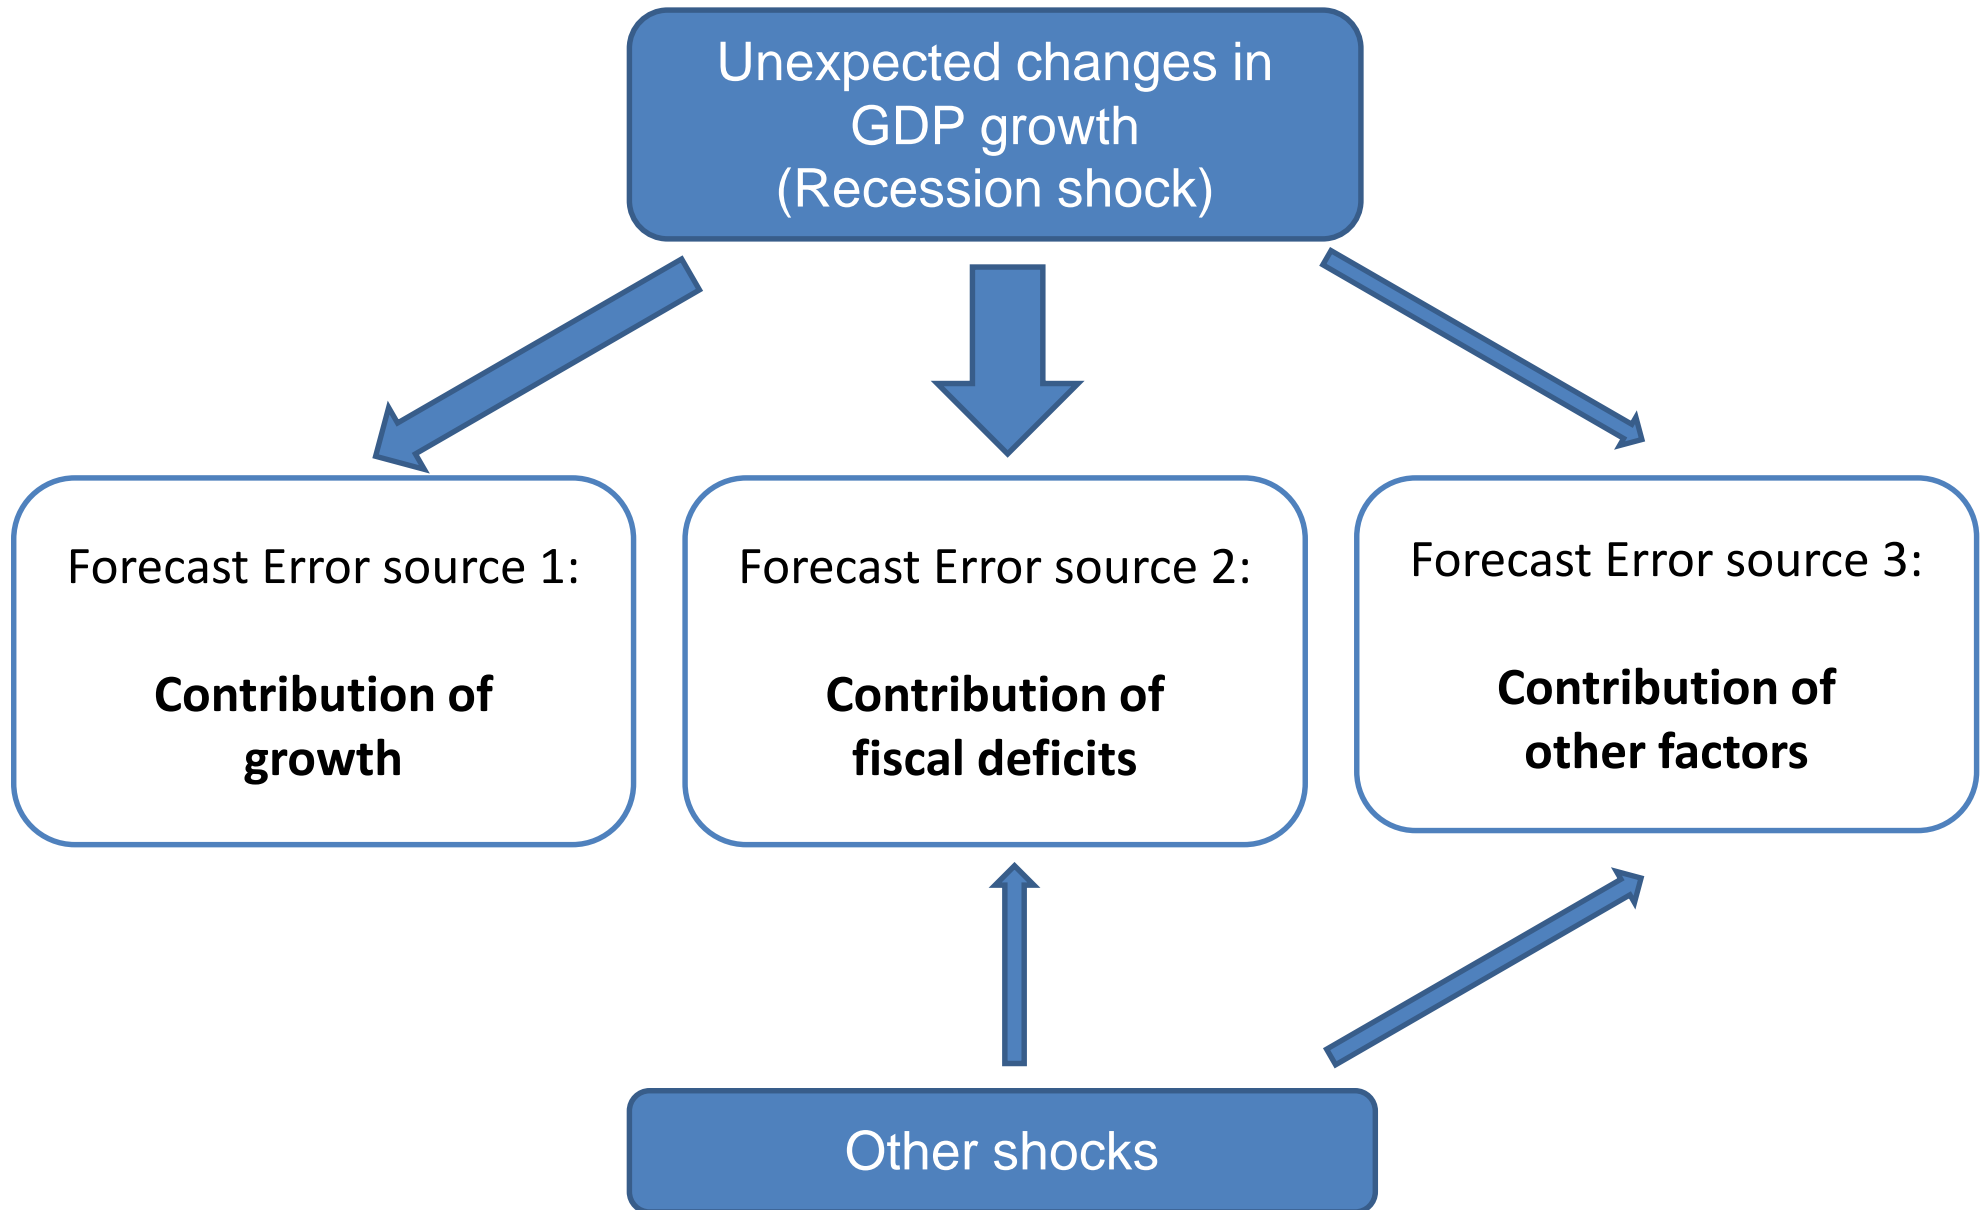 Unexpected changes in
GDP growth
(Recession shock)
Forecast Error source 1:
Contribution of
growth
Forecast Error source 2:
Contribution of
fiscal deficits
Forecast Error source 3:
Contribution of
other factors
Other shocks